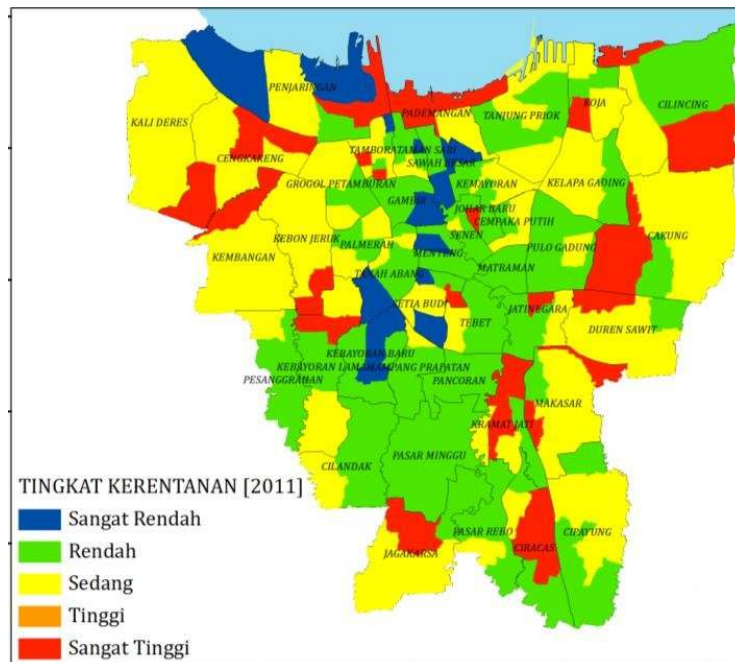 PENJARINGAN
KALI DERES
PADEMANGAN
KOJA
CILINCING
TANJUNG PRIOK
CENGKARENG
TAMBORA
TAMAN SARI
SAWAH BESAR
GROGOL PETAMBURAN
KEMAYORAN
KELAPA GADING
GAMBIR
JOHAR BARU
CEMPAKA PUTIH
KEBON JERUK
PALMERAH
SENEN
PULO GADUNG
CAKUNG
KEMBANGAN
MENTENG
MATRAMAN
TANAH ABANG
SETIA BUDI
TEBET
JATINEGARA
DUREN SAWIT
KEBAYORAN BARU
KEBAYORAN LAMA
MAMPANG PRAPATAN
PESANGGRAHAN
PANCORAN
MAKASAR
KRAMAT JATI
CILANDAK
PASAR MINGGU
PASAR REBO
CIPAYUNG
CIRACAS
JAGAKARSA
TINGKAT KERENTANAN [2011]
Sangat Rendah
Rendah
Sedang
Tinggi
Sangat Tinggi